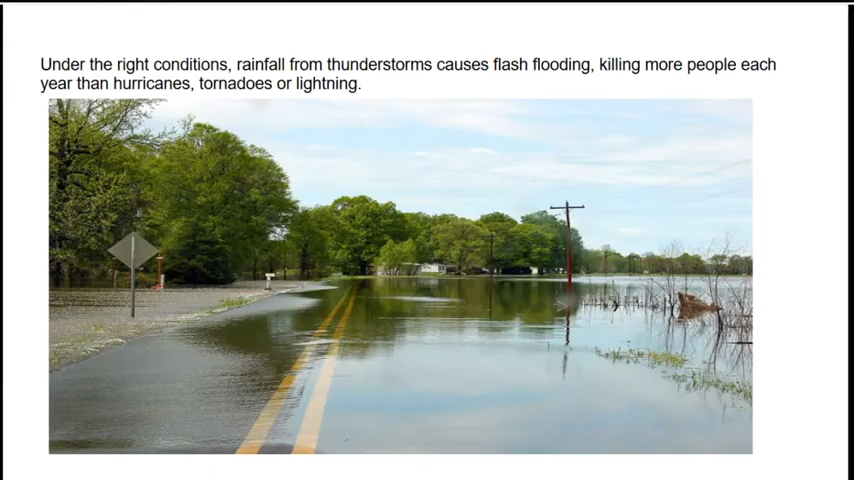 Under the right conditions, rainfall from thunderstorms causes flash flooding, killing more people each
year than hurricanes, tornadoes or lightning.